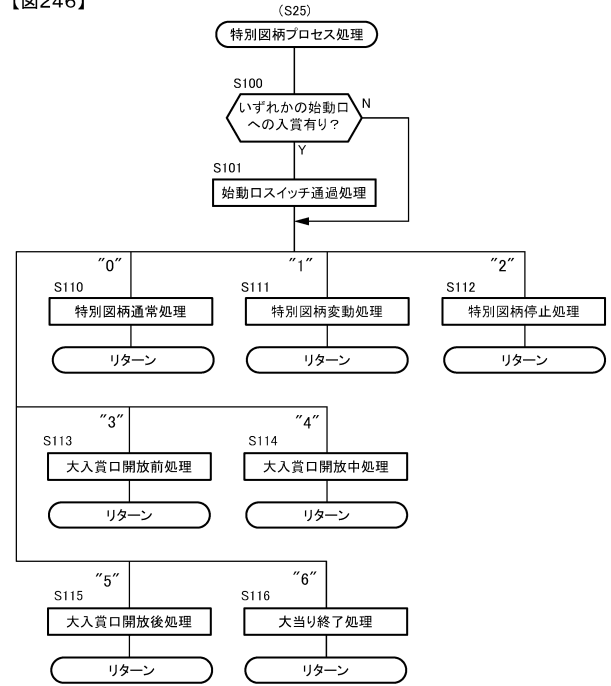 【図246】
(S25)
特別図柄プロセス処理
S100
いずれかの始動口
への入賞有り？
N
Y
S101
始動口スイッチ通過処理
"0"
"1"
"2"
S110
S111
S112
特別図柄通常処理
特別図柄変動処理
特別図柄停止処理
リターン
リターン
リターン
"3"
"4"
S113
S114
大入賞口開放前処理
大入賞口開放中処理
リターン
リターン
"5"
"6"
S115
S116
大入賞口開放後処理
大当り終了処理
リターン
リターン